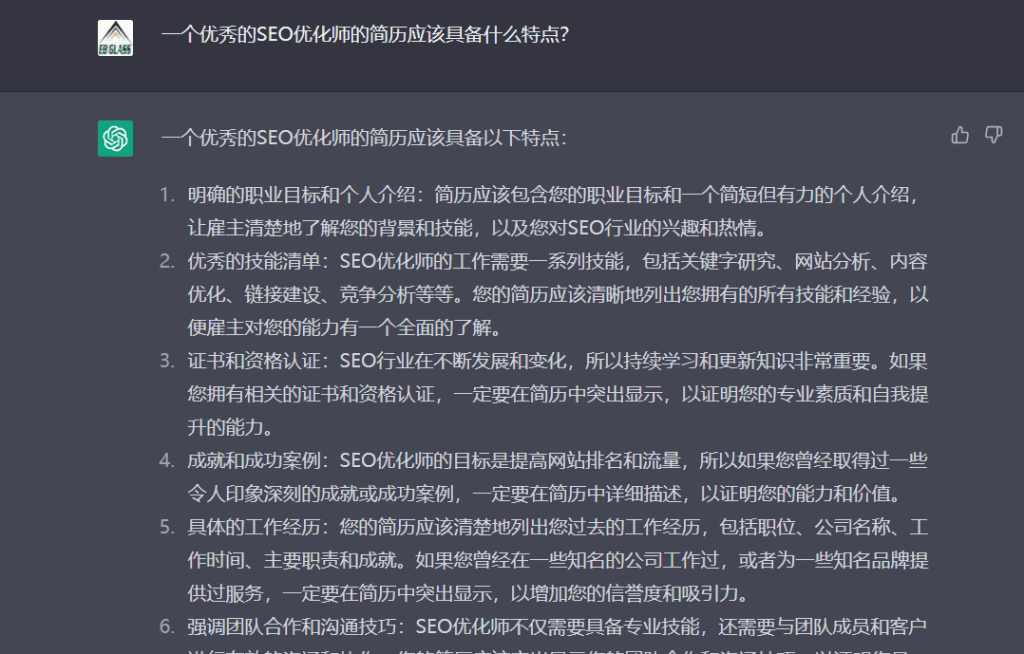 EB GLASS
一个优秀的SEO优化师的简历应该具备什么特点?
一个优秀的SEO优化师的简历应该具备以下特点：
1. 明确的职业目标和个人介绍：简历应该包含您的职业目标和一个简短但有力的个人介绍，
让雇主清楚地了解您的背景和技能，以及您对SEO行业的兴趣和热情。
2. 优秀的技能清单：SEO优化师的工作需要一系列技能，包括关键字研究、网站分析、内容
优化、链接建设、竞争分析等等。您的简历应该清晰地列出您拥有的所有技能和经验，以
便雇主对您的能力有一个全面的了解。
3. 证书和资格认证：SEO行业在不断发展和变化，所以持续学习和更新知识非常重要。如果
您拥有相关的证书和资格认证，一定要在简历中突出显示，以证明您的专业素质和自我提
升的能力。
4. 成就和成功案例：SEO优化师的目标是提高网站排名和流量，所以如果您曾经取得过一些
令人印象深刻的成就或成功案例，一定要在简历中详细描述，以证明您的能力和价值。
5. 具体的工作经历：您的简历应该清楚地列出您过去的工作经历，包括职位、公司名称、工
作时间、主要职责和成就。如果您曾经在一些知名的公司工作过，或者为一些知名品牌提
供过服务，一定要在简历中突出显示，以增加您的信誉度和吸引力。
6. 强调团队合作和沟通技巧：SEO优化师不仅需要具备专业技能，还需要与团队成员和客户